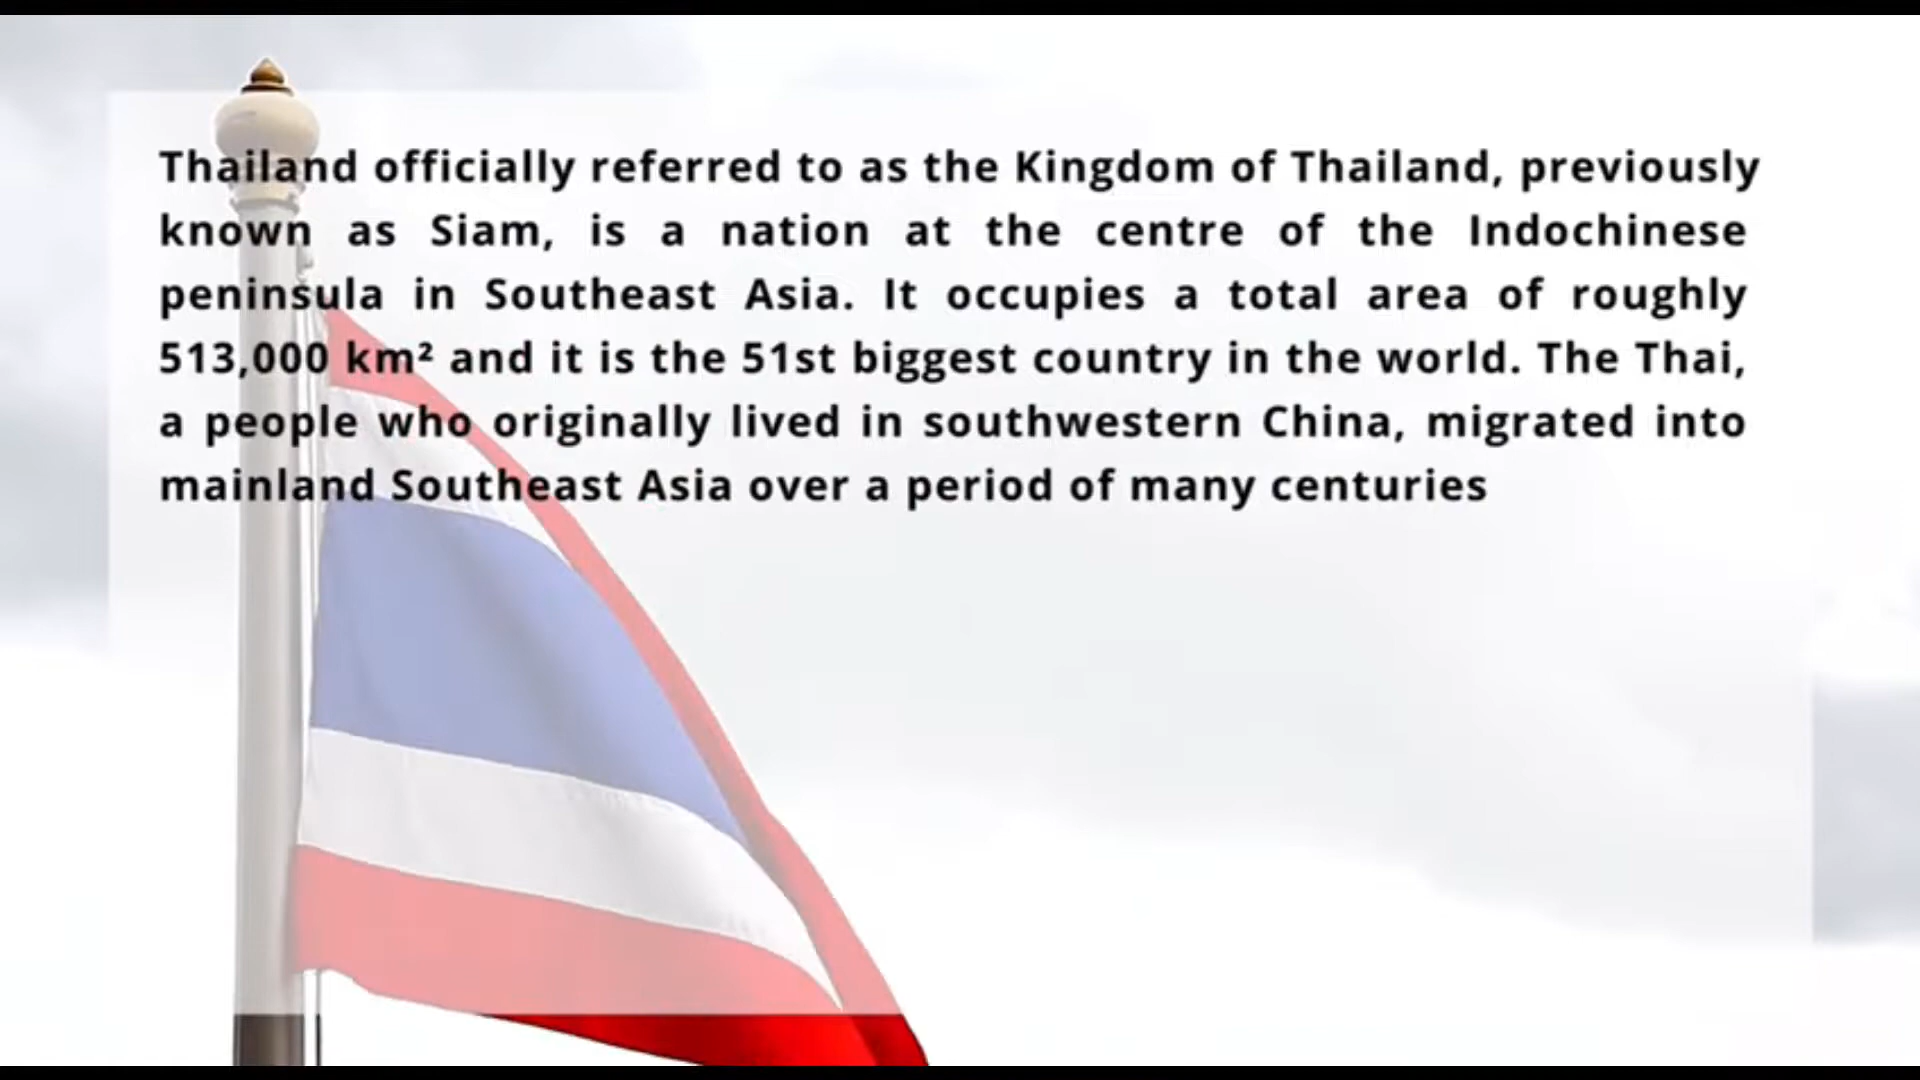 Thailand officially referred to as the Kingdom of Thailand, previously
known as Siam, is a nation at the centre of the Indochinese
peninsula in Southeast Asia. It occupies a total area of roughly
513,000 km² and it is the 51st biggest country in the world. The Thai,
a people who originally lived in southwestern China, migrated into
mainland Southeast Asia over a period of many centuries